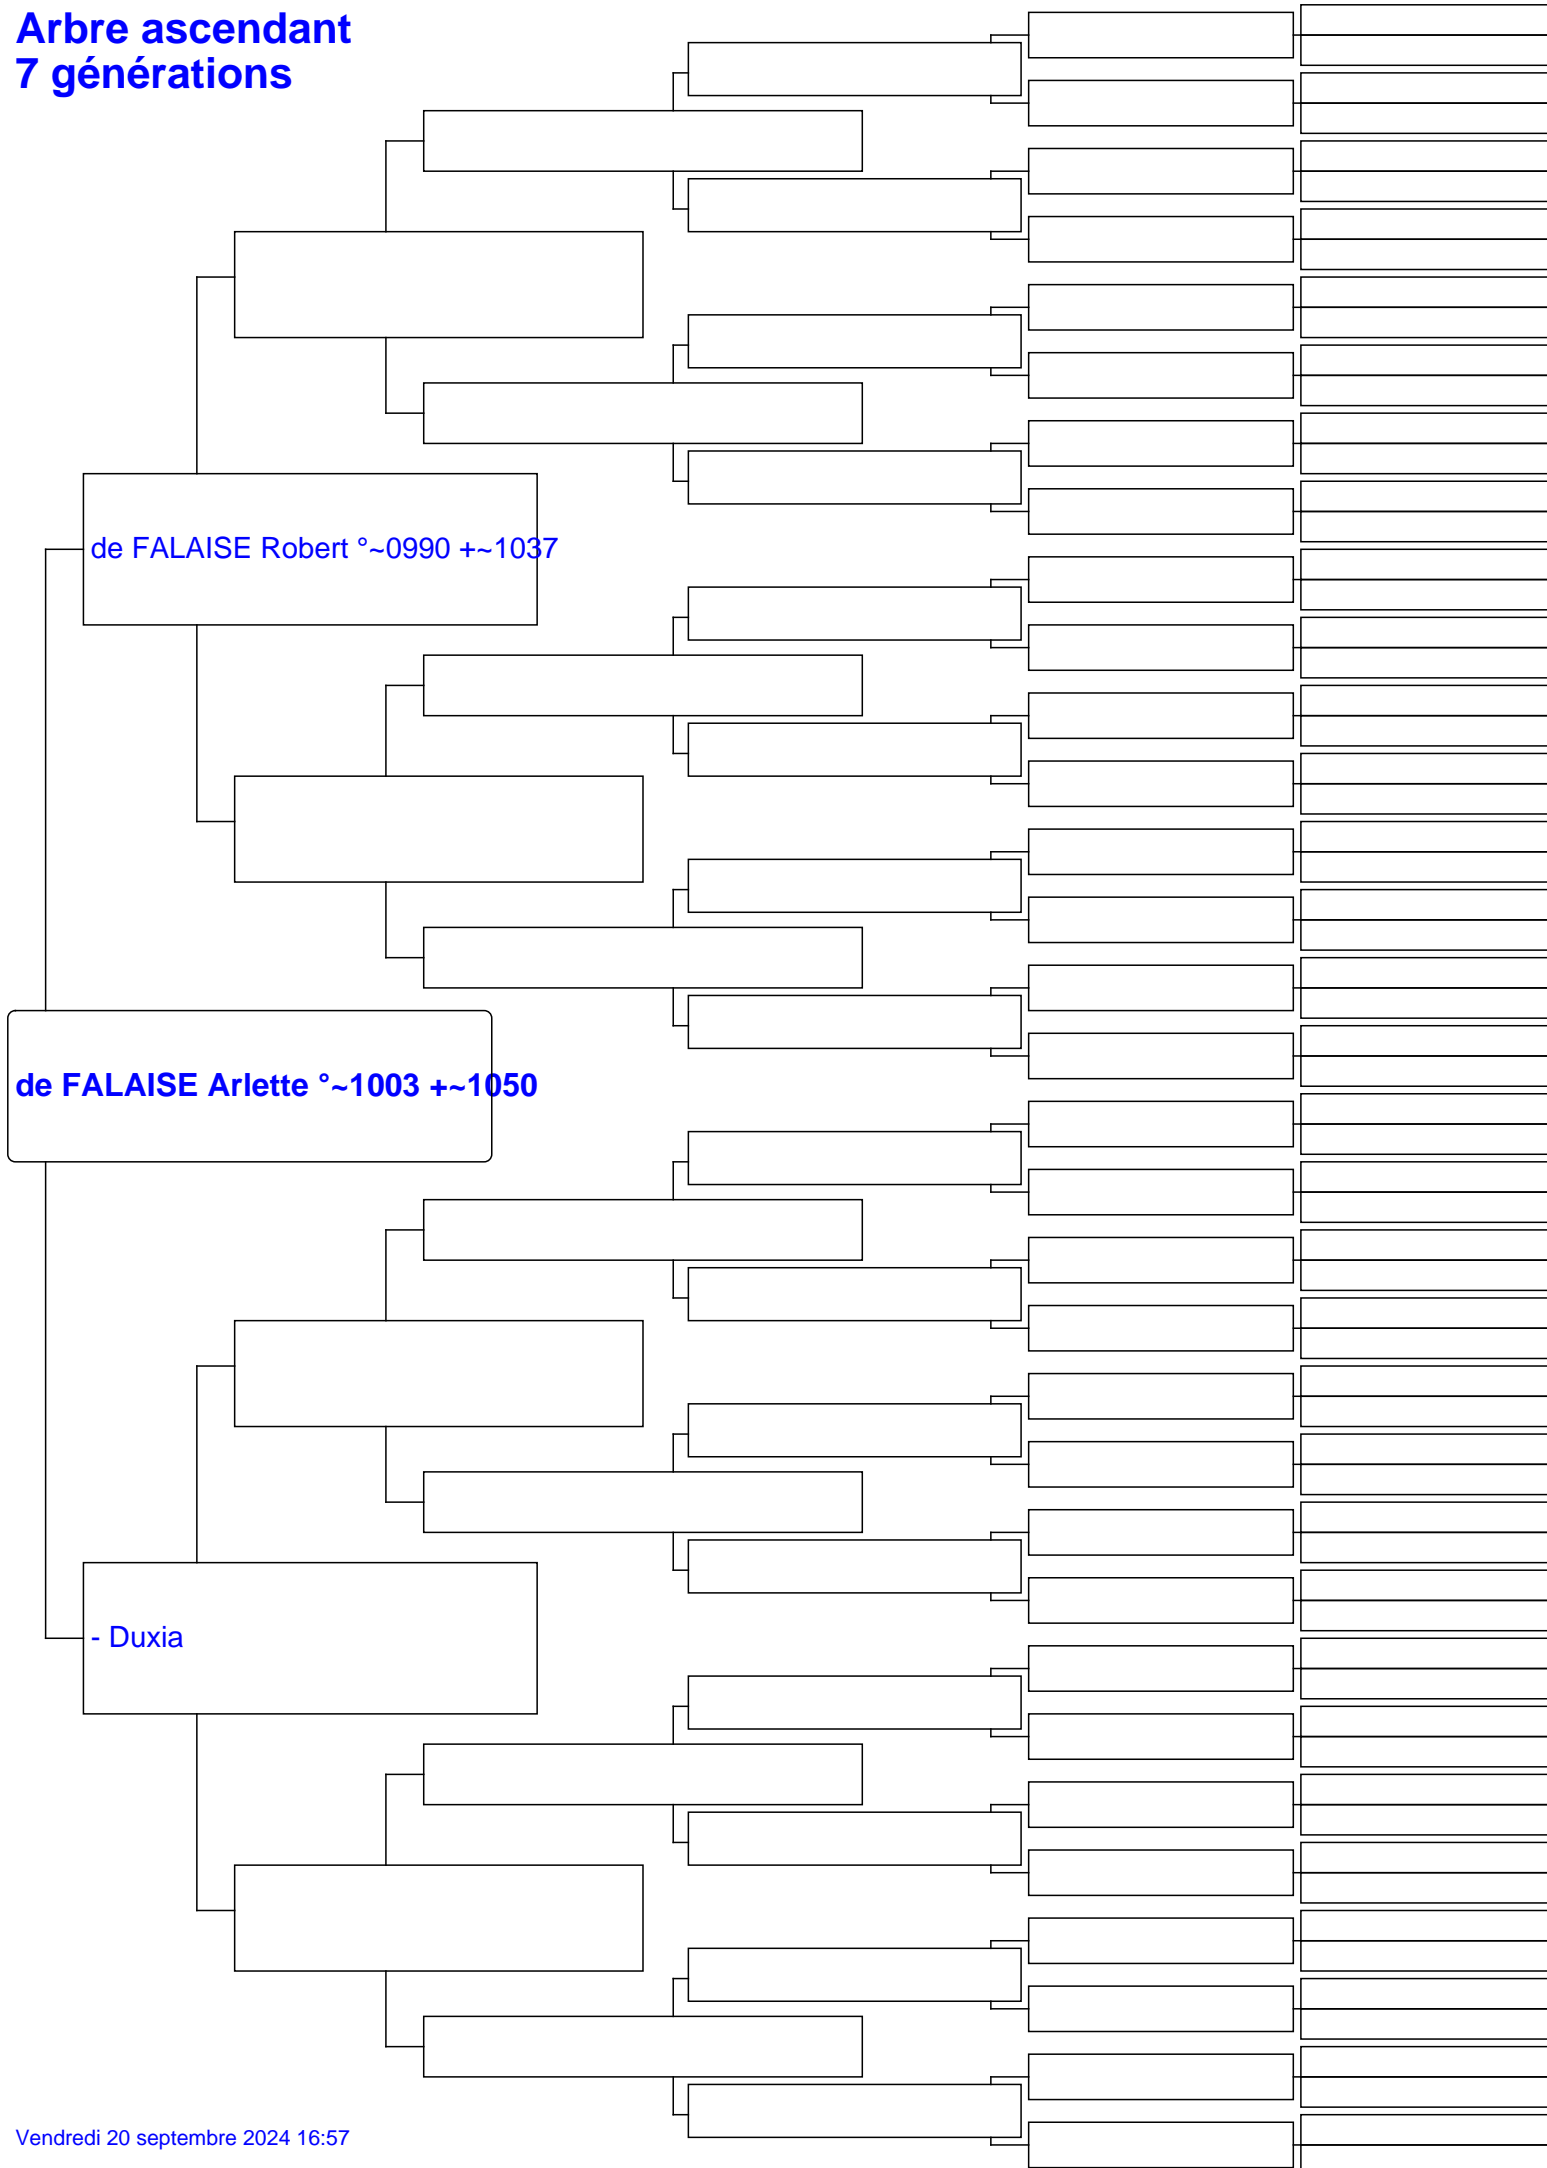 Arbre ascendant
7 générations
de FALAISE Robert °~0990 +~1037
de FALAISE Arlette °~1003 +~1050
- Duxia
Vendredi 20 septembre 2024 16:57